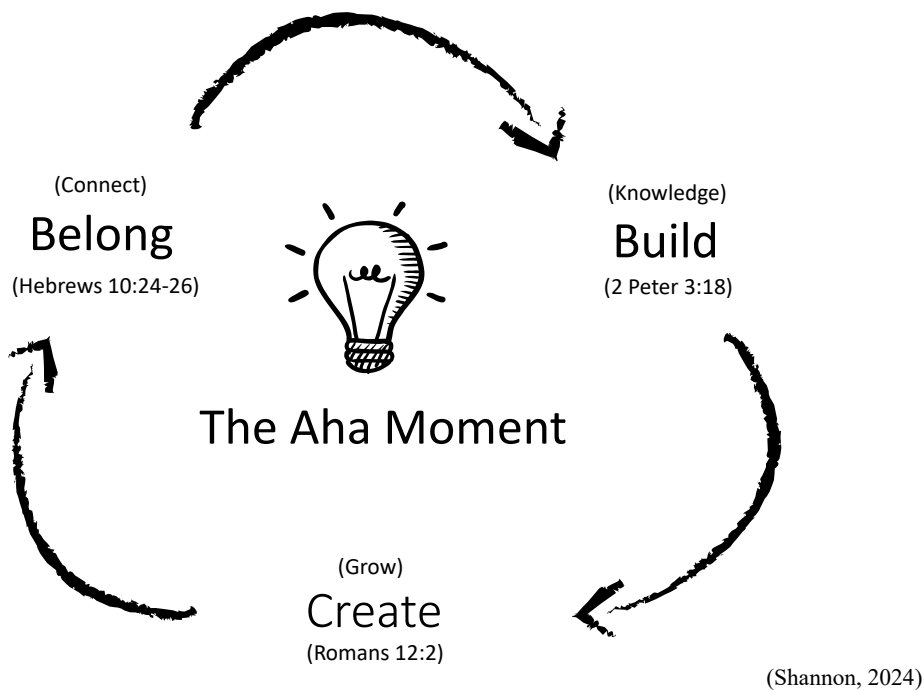 (Connect)
Belong
(Hebrews 10:24-26)
(Knowledge)
Build
(2 Peter 3:18)
The Aha Moment
(Grow)
Create
(Romans 12:2)
(Shannon, 2024)